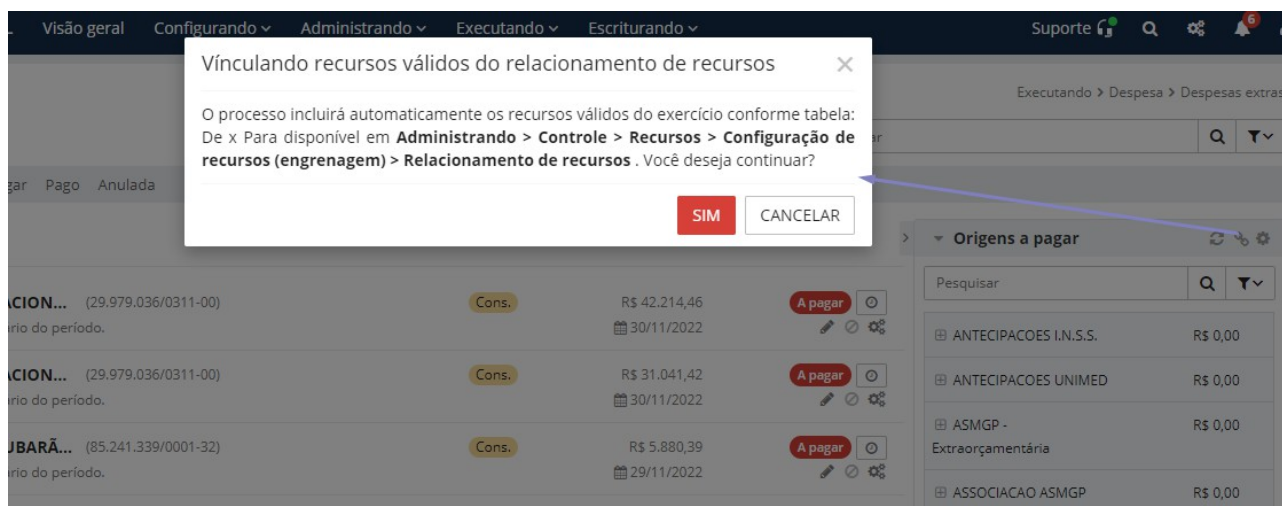 Visão geral Configurando Administrando Executando Escriturando Suporte 6
Vínculando recursos válidos do relacionamento de recursos ×
O processo incluirá automaticamente os recursos válidos do exercício conforme tabela:
De x Para disponível em Administrando > Controle > Recursos > Configuração de
recursos (engrenagem) > Relacionamento de recursos . Você deseja continuar?
SIM CANCELAR
Executando > Despesa > Despesas extras
ar
gar Pago Anulada
Origens a pagar
Pesquisar
ACION... (29.979.036/0311-00) Cons. R$ 42.214,46 A pagar
rio do período. 30/11/2022
ACION... (29.979.036/0311-00) Cons. R$ 31.041,42 A pagar
rio do período. 30/11/2022
UBARÃ... (85.241.339/0001-32) Cons. R$ 5.880,39 A pagar
rio do período. 29/11/2022
ANTECIPACOES I.N.S.S. R$ 0,00
ANTECIPACOES UNIMED R$ 0,00
ASMGP - R$ 0,00
Extraorçamentária
ASSOCIACAO ASMGP R$ 0,00